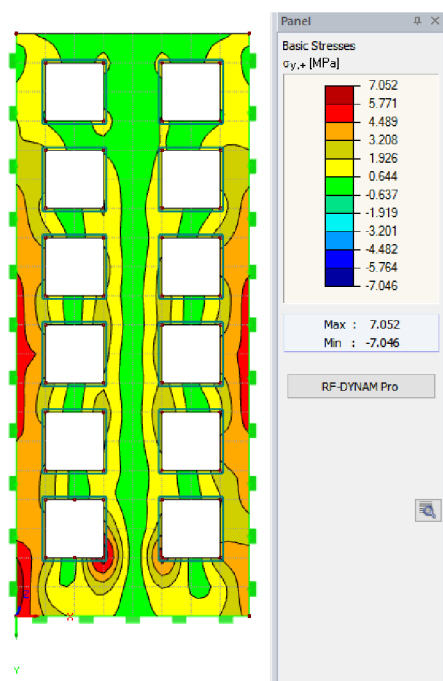 Panel
Basic Stresses
σy,+ [MPa]
7.052
5.771
4.489
3.208
1.926
0.644
-0.637
-1.919
-3.201
-4.482
-5.764
-7.046
Max : 7.052
Min : -7.046
RF-DYNAM Pro
X
Y